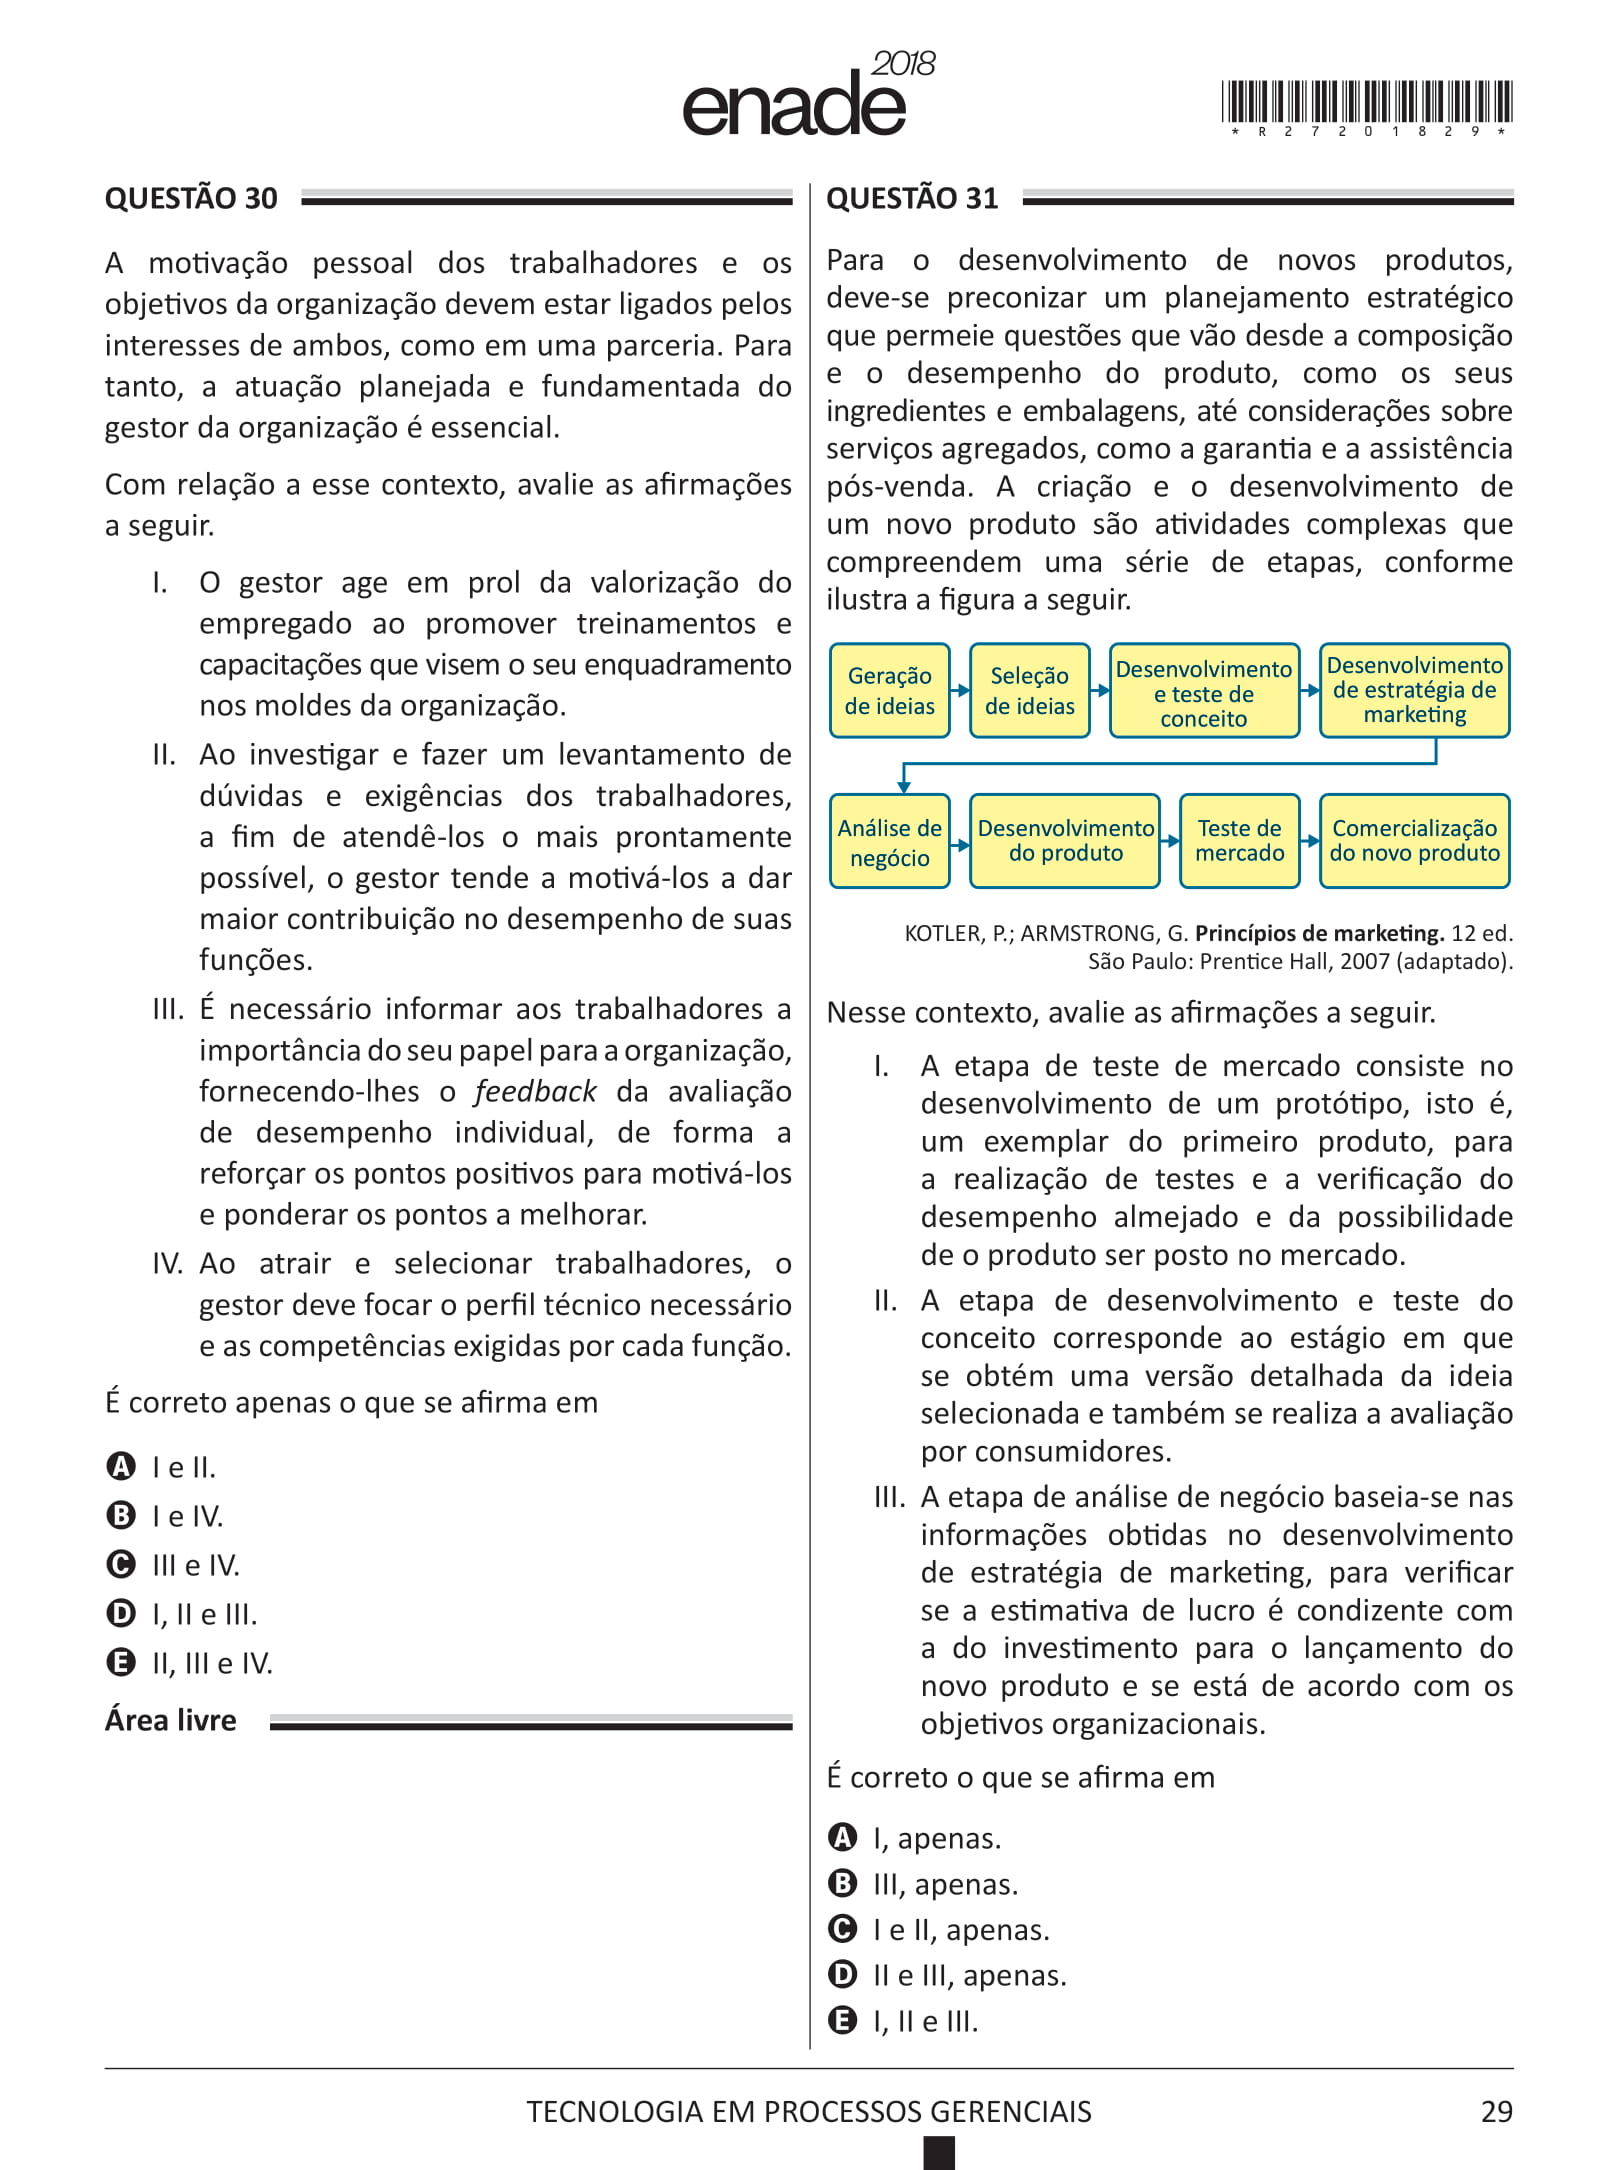 enade 2018
* R 2 7 2 0 1 8 2 9 *
QUESTÃO 30
A motivação pessoal dos trabalhadores e os
objetivos da organização devem estar ligados pelos
interesses de ambos, como em uma parceria. Para
tanto, a atuação planejada e fundamentada do
gestor da organização é essencial.
Com relação a esse contexto, avalie as afirmações
a seguir.
I. O gestor age em prol da valorização do
empregado ao promover treinamentos e
capacitações que visem o seu enquadramento
nos moldes da organização.
II. Ao investigar e fazer um levantamento de
dúvidas e exigências dos trabalhadores,
a fim de atendê-los o mais prontamente
possível, o gestor tende a motivá-los a dar
maior contribuição no desempenho de suas
funções.
III. É necessário informar aos trabalhadores a
importância do seu papel para a organização,
fornecendo-lhes o feedback da avaliação
de desempenho individual, de forma a
reforçar os pontos positivos para motivá-los
e ponderar os pontos a melhorar.
IV. Ao atrair e selecionar trabalhadores, o
gestor deve focar o perfil técnico necessário
e as competências exigidas por cada função.
É correto apenas o que se afirma em
A I e II.
B I e IV.
C III e IV.
D I, II e III.
E II, III e IV.
Área livre
QUESTÃO 31
Para o desenvolvimento de novos produtos,
deve-se preconizar um planejamento estratégico
que permeie questões que vão desde a composição
e o desempenho do produto, como os seus
ingredientes e embalagens, até considerações sobre
serviços agregados, como a garantia e a assistência
pós-venda. A criação e o desenvolvimento de
um novo produto são atividades complexas que
compreendem uma série de etapas, conforme
ilustra a figura a seguir.
Geração
de ideias
Seleção
de ideias
Desenvolvimento
e teste de
conceito
Desenvolvimento
de estratégia de
marketing
Análise de
negócio
Desenvolvimento
do produto
Teste de
mercado
Comercialização
do novo produto
KOTLER, P.; ARMSTRONG, G. Princípios de marketing. 12 ed.
São Paulo: Prentice Hall, 2007 (adaptado).
Nesse contexto, avalie as afirmações a seguir.
I. A etapa de teste de mercado consiste no
desenvolvimento de um protótipo, isto é,
um exemplar do primeiro produto, para
a realização de testes e a verificação do
desempenho almejado e da possibilidade
de o produto ser posto no mercado.
II. A etapa de desenvolvimento e teste do
conceito corresponde ao estágio em que
se obtém uma versão detalhada da ideia
selecionada e também se realiza a avaliação
por consumidores.
III. A etapa de análise de negócio baseia-se nas
informações obtidas no desenvolvimento
de estratégia de marketing, para verificar
se a estimativa de lucro é condizente com
a do investimento para o lançamento do
novo produto e se está de acordo com os
objetivos organizacionais.
É correto o que se afirma em
A I, apenas.
B III, apenas.
C I e II, apenas.
D II e III, apenas.
E I, II e III.
TECNOLOGIA EM PROCESSOS GERENCIAIS
29